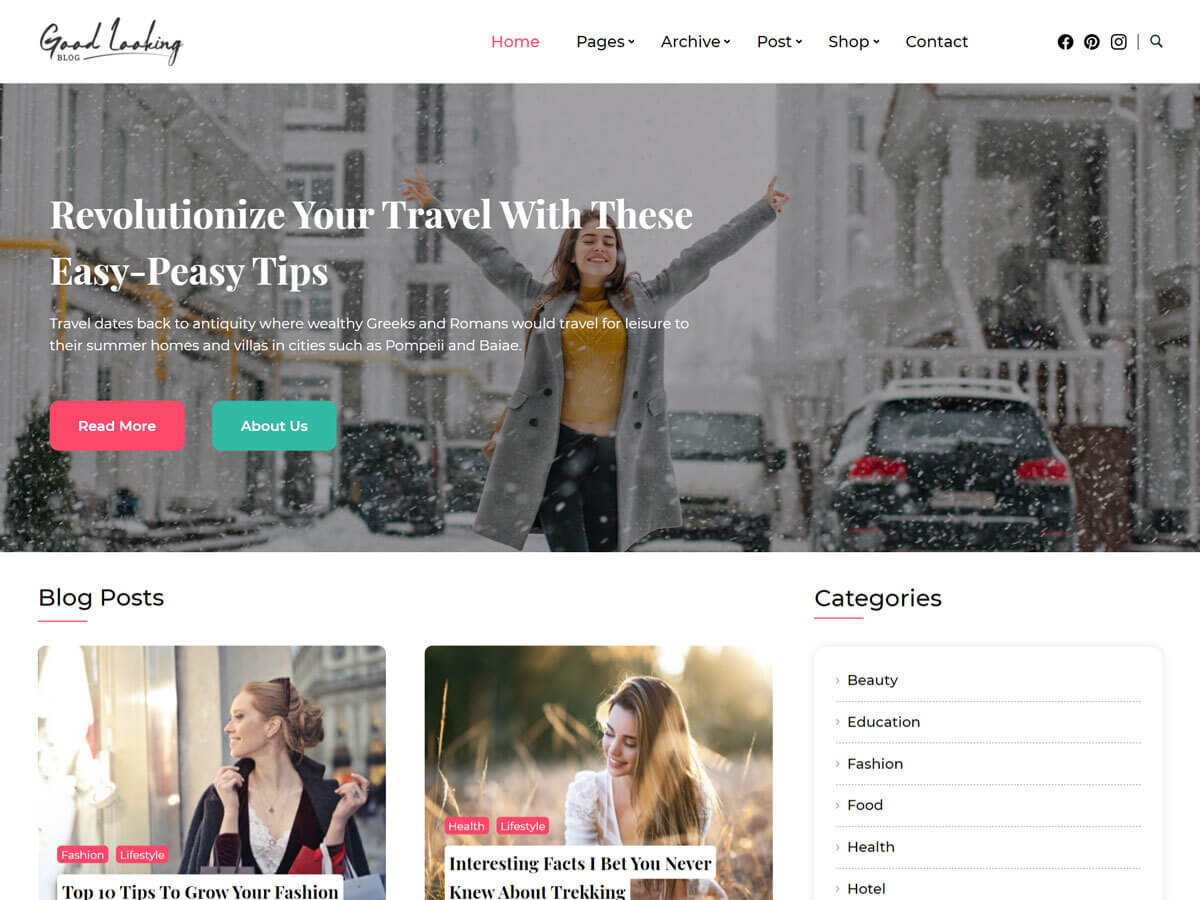 Good Looking
BLOG
Home
Pages
Archive
Post
Shop
Contact
Revolutionize Your Travel With These
Easy-Peasy Tips
Travel dates back to antiquity where wealthy Greeks and Romans would travel for leisure to
their summer homes and villas in cities such as Pompeii and Baiae.
Read More
About Us
Blog Posts
Fashion
Lifestyle
Top 10 Tips To Grow Your Fashion
Health
Lifestyle
Interesting Facts I Bet You Never
Knew About Trekking
Categories
Beauty
Education
Fashion
Food
Health
Hotel